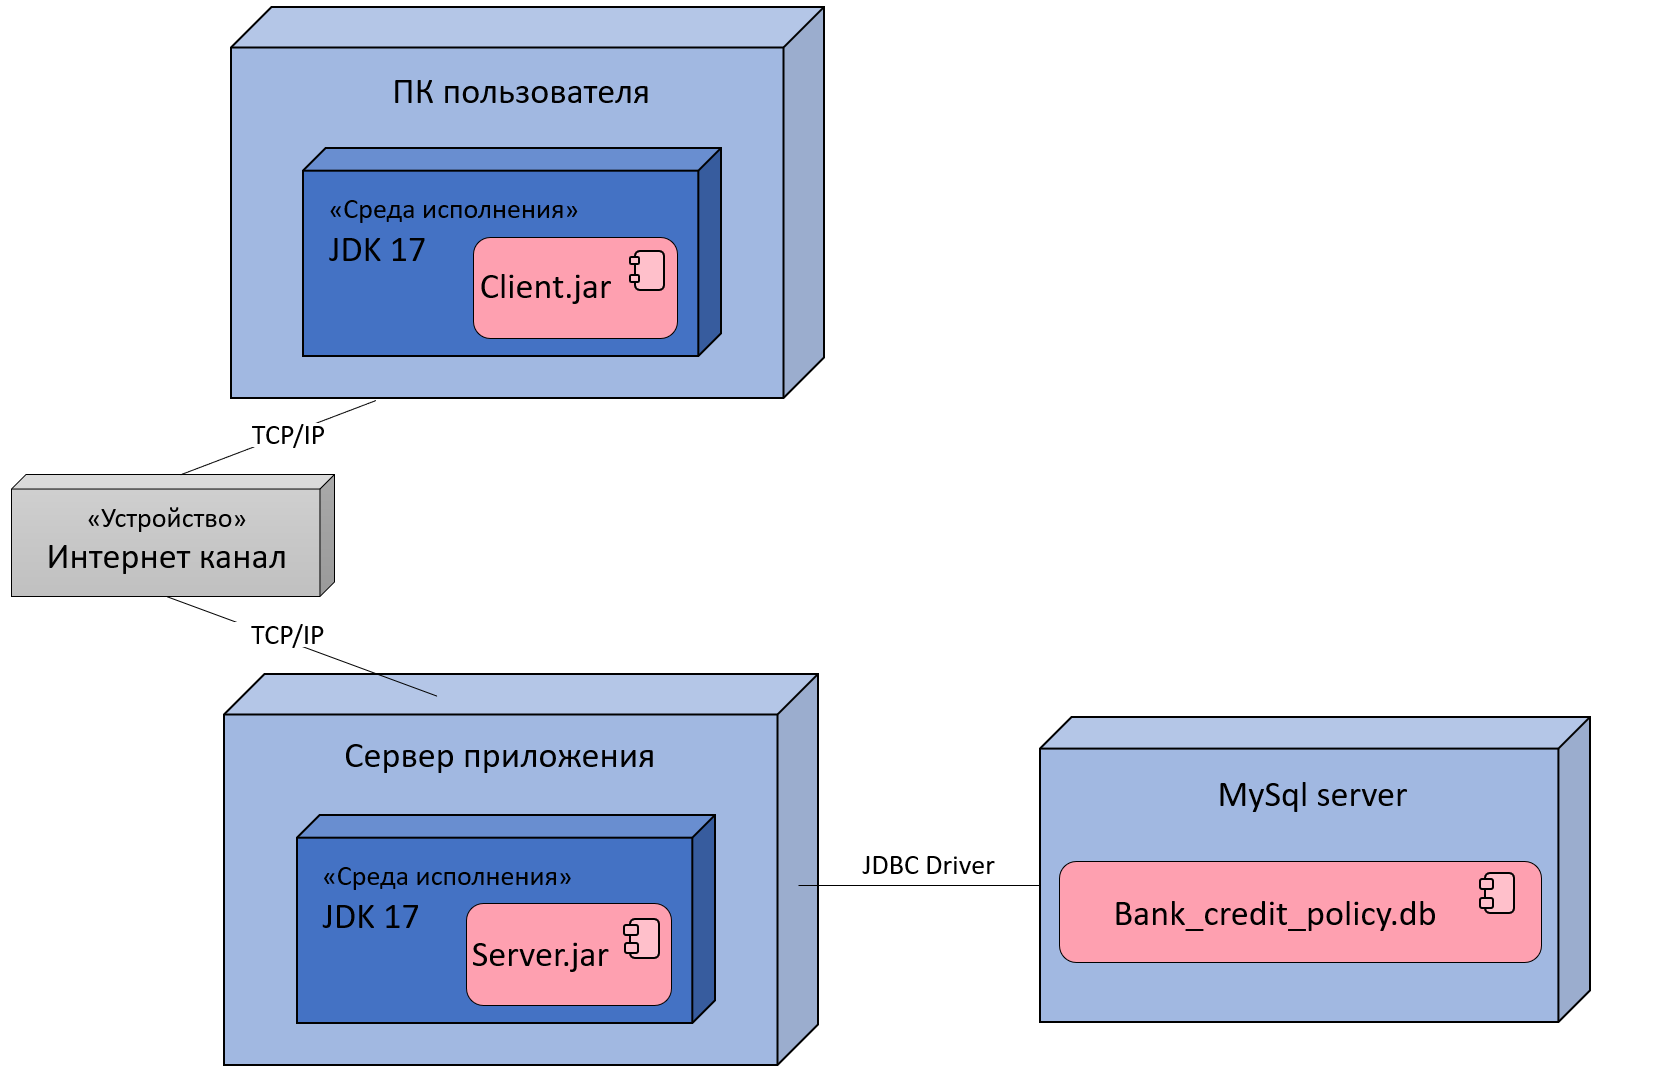 ПК пользователя
«Среда исполнения»
JDK 17
Client.jar
TCP/IP
«Устройство»
Интернет канал
TCP/IP
Сервер приложения
«Среда исполнения»
JDK 17
Server.jar
JDBC Driver
MySql server
Bank_credit_policy.db